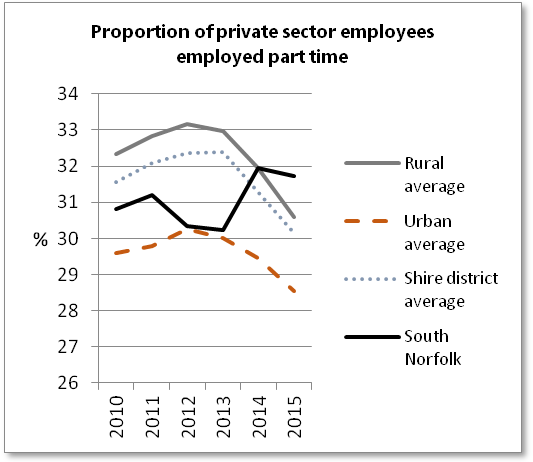 Proportion of private sector employees
employed part time
34
33
32
31
30
29
28
27
26
%
2010
2011
2012
2013
2014
2015
Rural
average
Urban
average
Shire district
average
South
Norfolk